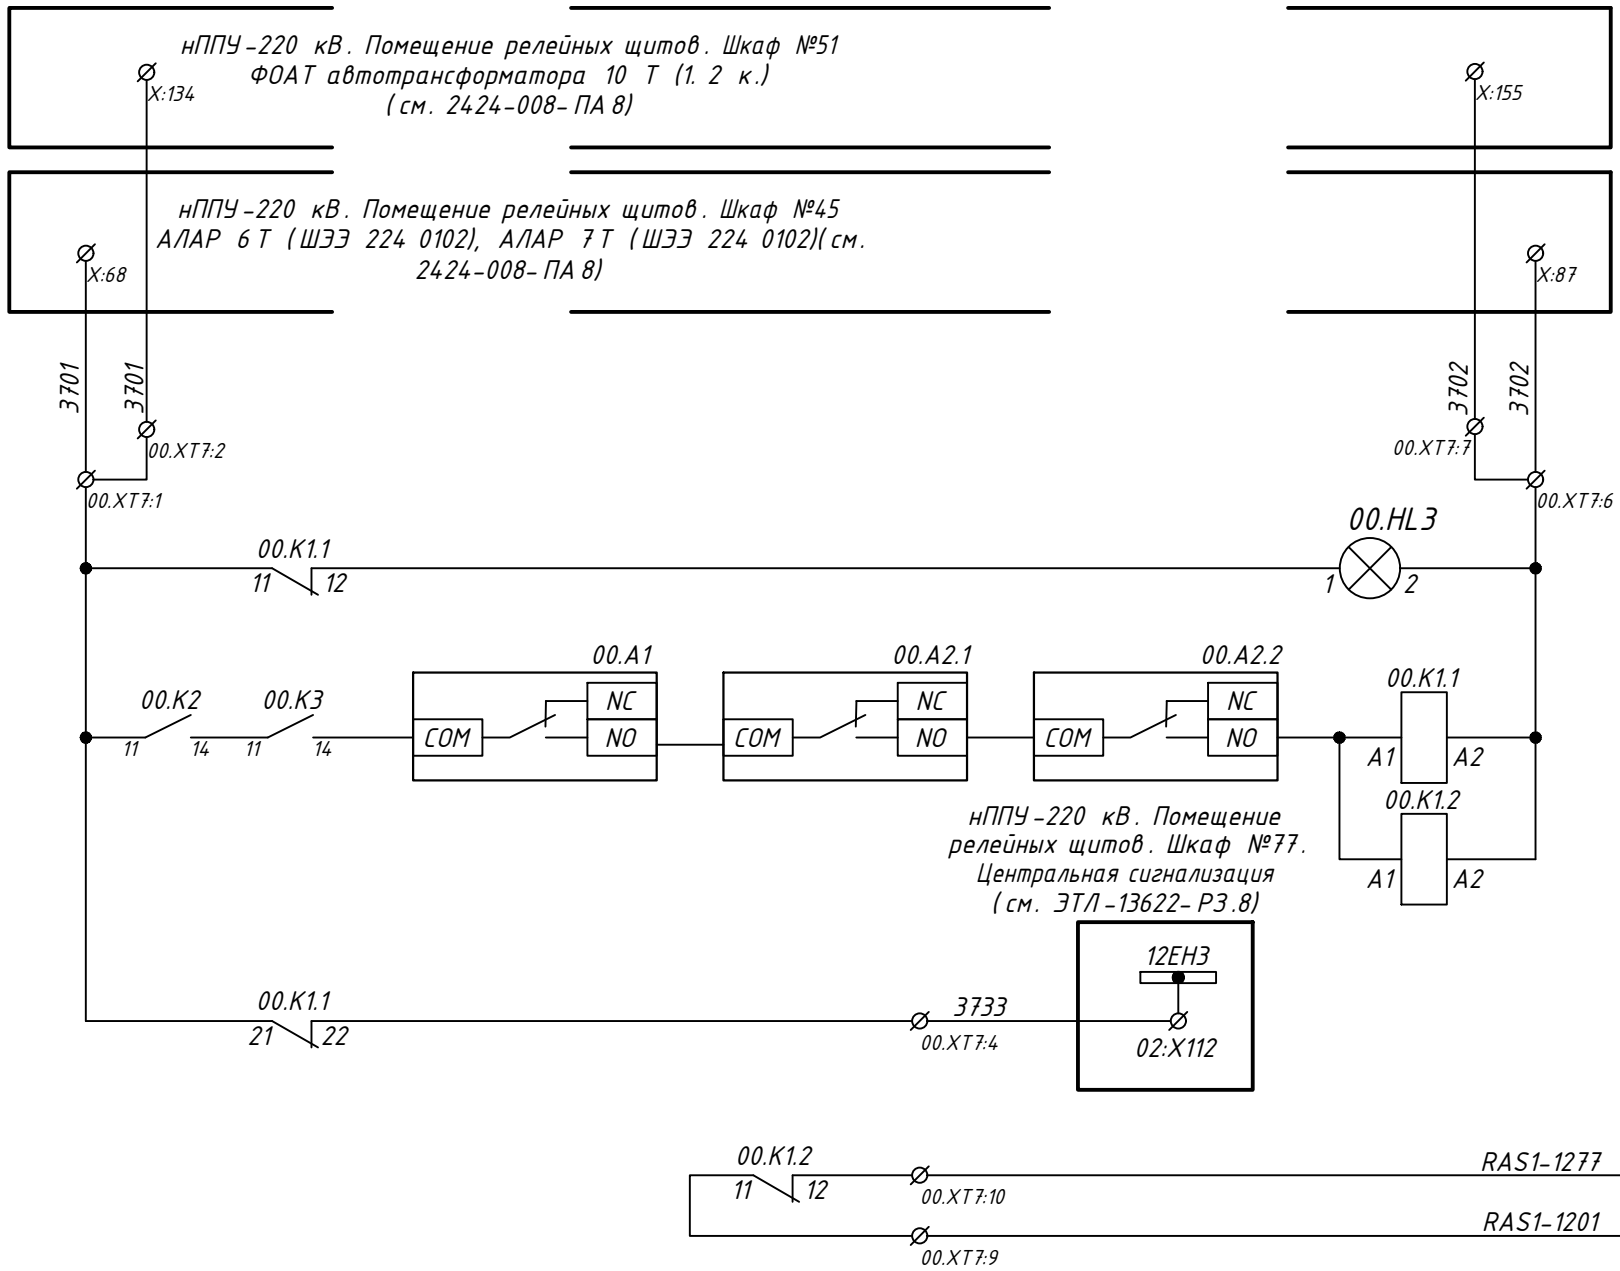 нППУ-220 кВ. Помещение релейных щитов. Шкаф №51
ФОАТ автотрансформатора 10 Т (1. 2 к.)
(см. 2424-008-ПА 8)
X:134
X:155
нППУ-220 кВ. Помещение релейных щитов. Шкаф №45
АЛАР 6 Т (ШЭЭ 224 0102), АЛАР 7 Т (ШЭЭ 224 0102)(см.
2424-008-ПА 8)
X:68
X:87
3701
3701
3702
3702
00.XT7:2
00.XT7:7
00.XT7:1
00.XT7:6
00.HL3
00.K1.1
11 12
1 2
00.A1
00.A2.1
00.A2.2
00.K2
00.K3
00.K1.1
NC
NC
NC
COM
NO
COM
NO
COM
NO
11 14 11 14
A1 A2
00.K1.2
A1 A2
нППУ-220 кВ. Помещение
релейных щитов. Шкаф №77.
Центральная сигнализация
(см. ЭТЛ-13622-РЗ.8)
12ЕН3
00.K1.1
21 22
3733
00.XT7:4
02:X112
00.K1.2
11 12
00.XT7:10
RAS1-1277
RAS1-1201
00.XT7:9